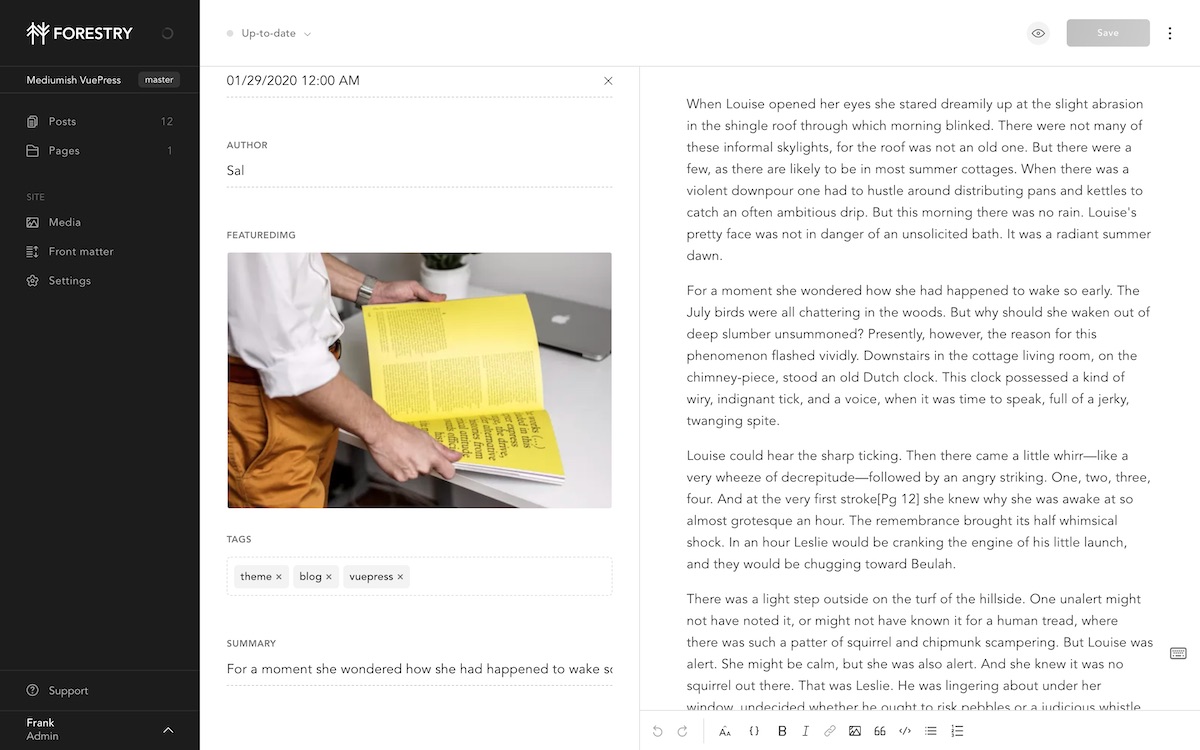 FORESTRY
Mediumish VuePress
master
Posts
12
Pages
1
SITE
Media
Front matter
Settings
Support
Frank
Admin
Up-to-date
Save
01/29/2020 12:00 AM
AUTHOR
Sal
FEATUREDIMG
TAGS
theme ×
blog ×
vuepress ×
SUMMARY
For a moment she wondered how she had happened to wake so
When Louise opened her eyes she stared dreamily up at the slight abrasion
in the shingle roof through which morning blinked. There were not many of
these informal skylights, for the roof was not an old one. But there were a
few, as there are likely to be in most summer cottages. When there was a
violent downpour one had to hustle around distributing pans and kettles to
catch an often ambitious drip. But this morning there was no rain. Louise's
pretty face was not in danger of an unsolicited bath. It was a radiant summer
dawn.
For a moment she wondered how she had happened to wake so early. The
July birds were all chattering in the woods. But why should she waken out of
deep slumber unsummoned? Presently, however, the reason for this
phenomenon flashed vividly. Downstairs in the cottage living room, on the
chimney-piece, stood an old Dutch clock. This clock possessed a kind of
wiry, indignant tick, and a voice, when it was time to speak, full of a jerky,
twanging spite.
Louise could hear the sharp ticking. Then there came a little whirr—like a
very wheeze of decrepitude—followed by an angry striking. One, two, three,
four. And at the very first stroke[Pg 12] she knew why she was awake at so
almost grotesque an hour. The remembrance brought its half whimsical
shock. In an hour Leslie would be cranking the engine of his little launch,
and they would be chugging toward Beulah.
There was a light step outside on the turf of the hillside. One unalert might
not have noted it, or might not have known it for a human tread, where
there was such a patter of squirrel and chipmunk scampering. But Louise was
alert. She might be calm, but she was also alert. And she knew it was no
squirrel out there. That was Leslie. He was lingering about under her
window, undecided whether he ought to risk pebbles or a judicious whistle